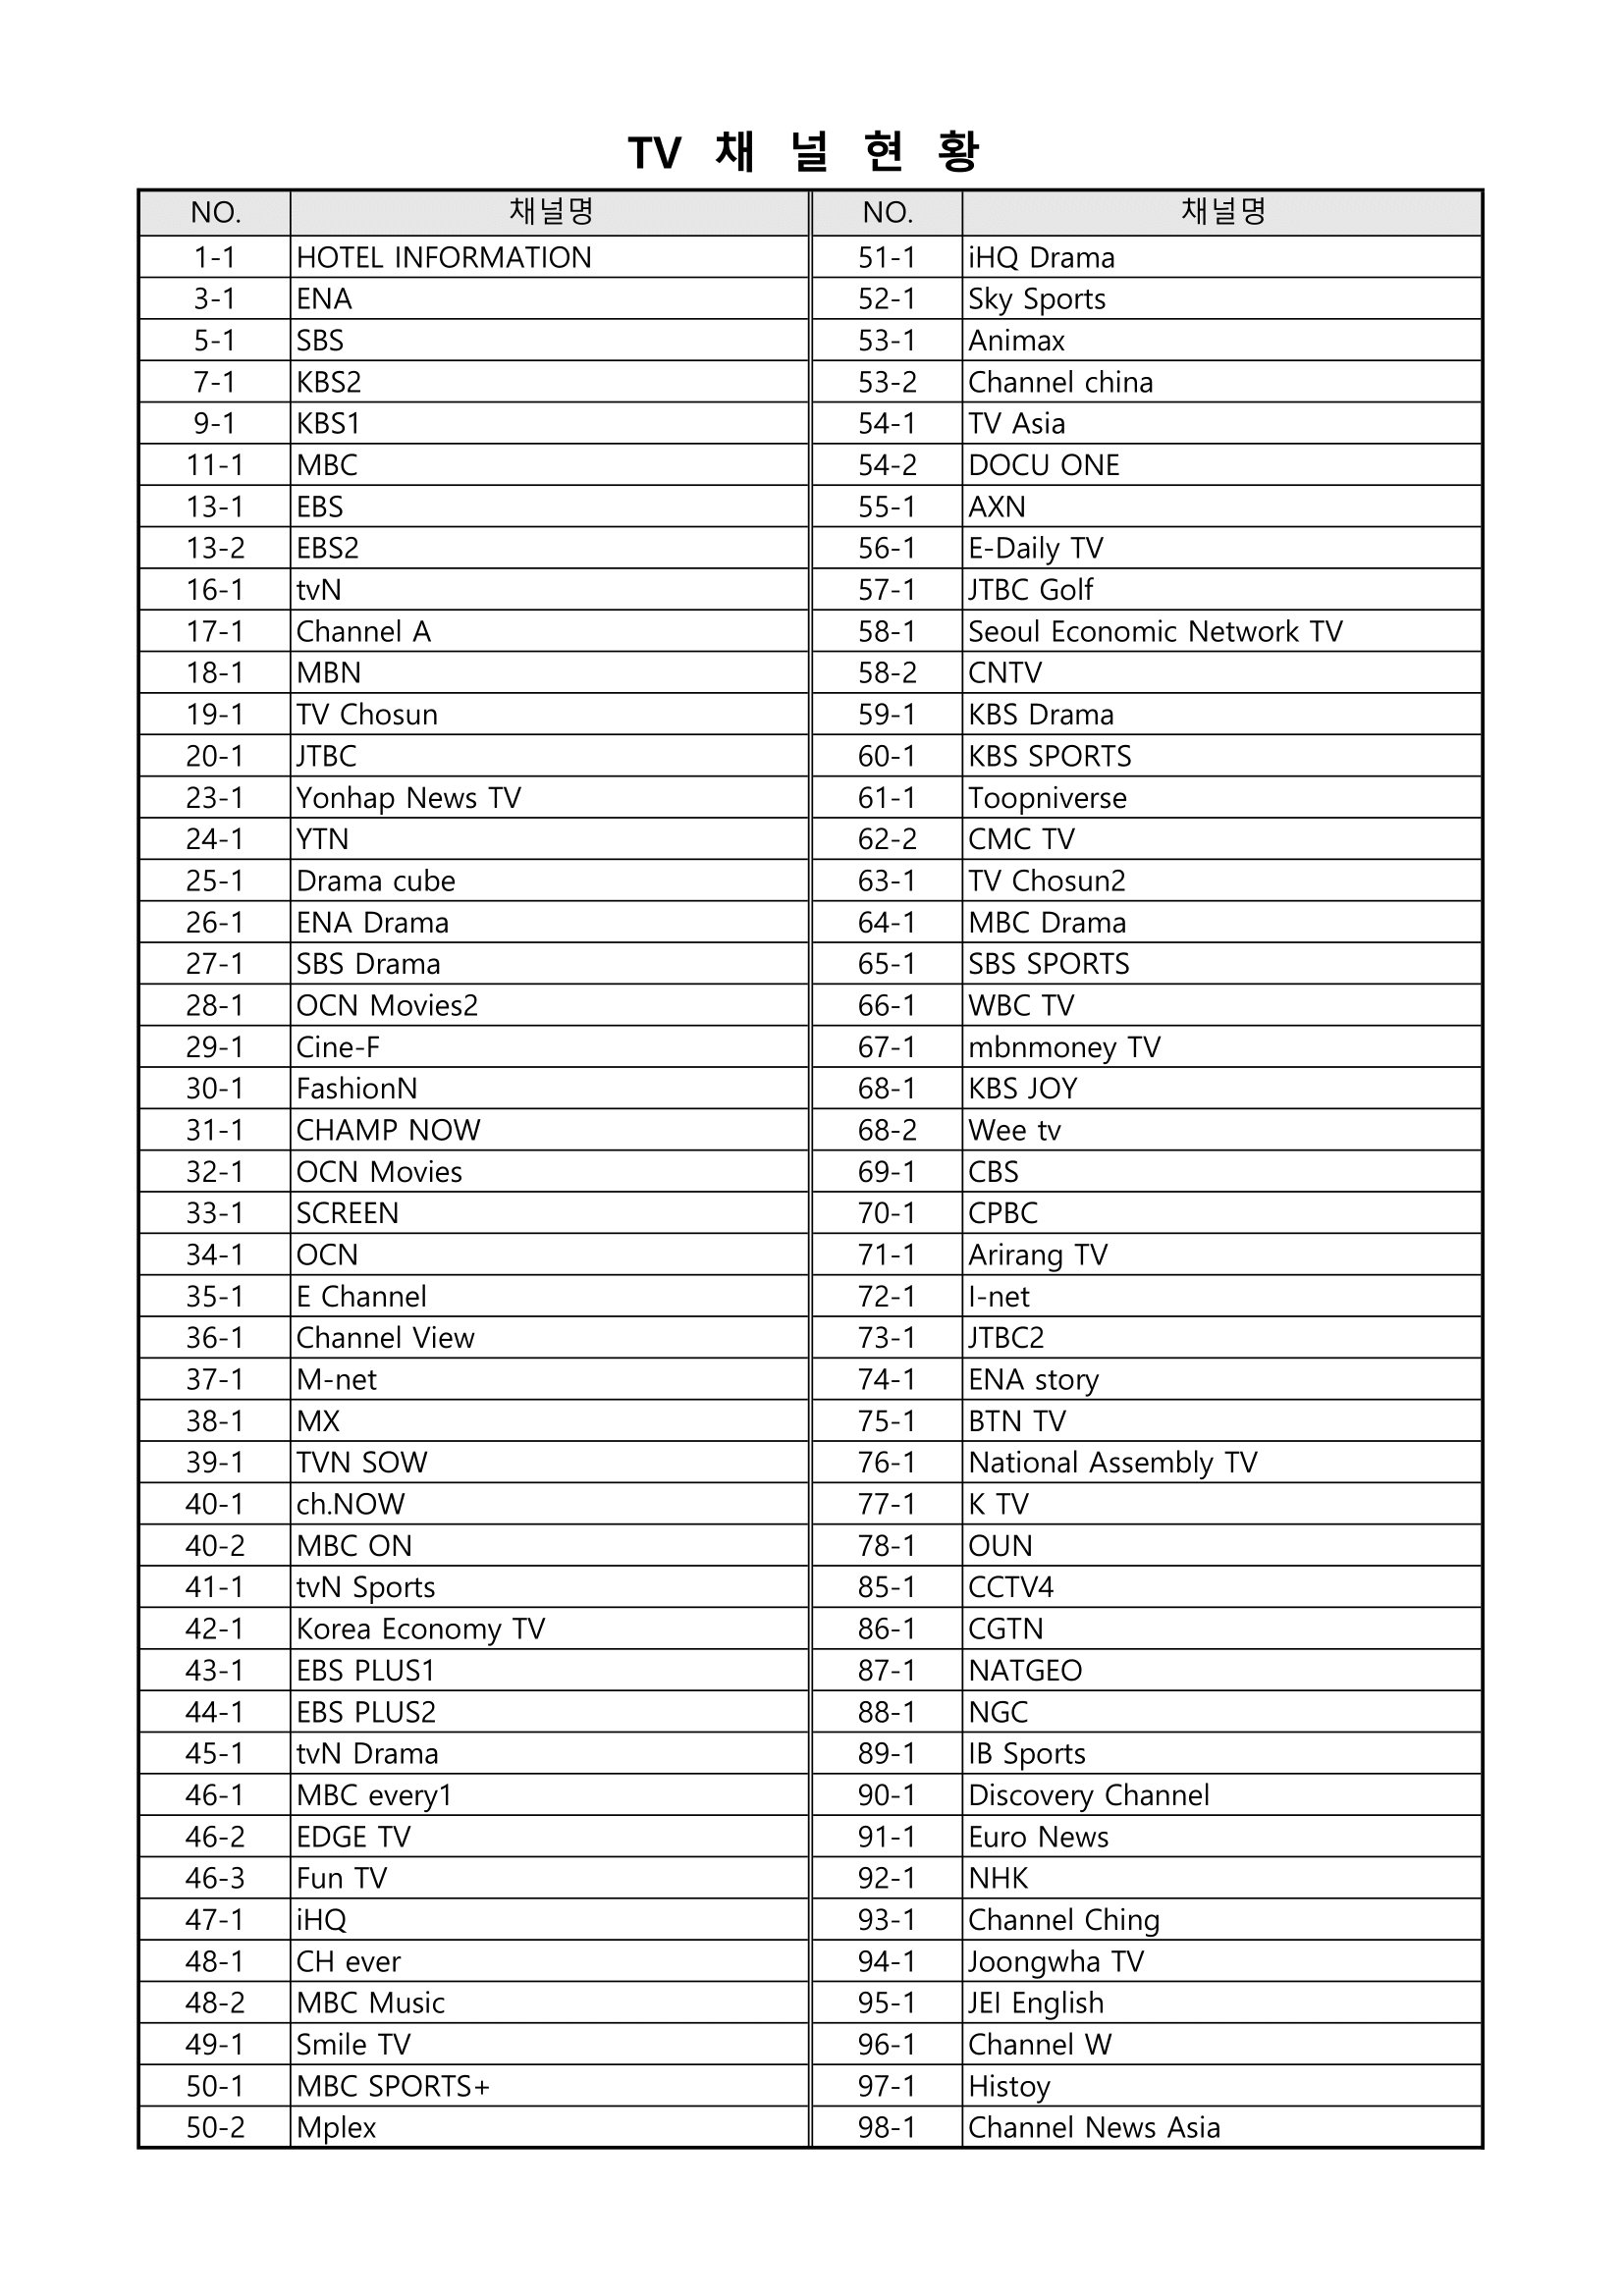 TV 채 널 현 황
NO. 채널명 NO. 채널명
1-1 HOTEL INFORMATION 51-1 iHQ Drama
3-1 ENA 52-1 Sky Sports
5-1 SBS 53-1 Animax
7-1 KBS2 53-2 Channel china
9-1 KBS1 54-1 TV Asia
11-1 MBC 54-2 DOCU ONE
13-1 EBS 55-1 AXN
13-2 EBS2 56-1 E-Daily TV
16-1 tvN 57-1 JTBC Golf
17-1 Channel A 58-1 Seoul Economic Network TV
18-1 MBN 58-2 CNTV
19-1 TV Chosun 59-1 KBS Drama
20-1 JTBC 60-1 KBS SPORTS
23-1 Yonhap News TV 61-1 Toopniverse
24-1 YTN 62-2 CMC TV
25-1 Drama cube 63-1 TV Chosun2
26-1 ENA Drama 64-1 MBC Drama
27-1 SBS Drama 65-1 SBS SPORTS
28-1 OCN Movies2 66-1 WBC TV
29-1 Cine-F 67-1 mbnmoney TV
30-1 FashionN 68-1 KBS JOY
31-1 CHAMP NOW 68-2 Wee tv
32-1 OCN Movies 69-1 CBS
33-1 SCREEN 70-1 CPBC
34-1 OCN 71-1 Arirang TV
35-1 E Channel 72-1 I-net
36-1 Channel View 73-1 JTBC2
37-1 M-net 74-1 ENA story
38-1 MX 75-1 BTN TV
39-1 TVN SOW 76-1 National Assembly TV
40-1 ch.NOW 77-1 K TV
40-2 MBC ON 78-1 OUN
41-1 tvN Sports 85-1 CCTV4
42-1 Korea Economy TV 86-1 CGTN
43-1 EBS PLUS1 87-1 NATGEO
44-1 EBS PLUS2 88-1 NGC
45-1 tvN Drama 89-1 IB Sports
46-1 MBC every1 90-1 Discovery Channel
46-2 EDGE TV 91-1 Euro News
46-3 Fun TV 92-1 NHK
47-1 iHQ 93-1 Channel Ching
48-1 CH ever 94-1 Joongwha TV
48-2 MBC Music 95-1 JEI English
49-1 Smile TV 96-1 Channel W
50-1 MBC SPORTS+ 97-1 Histoy
50-2 Mplex 98-1 Channel News Asia